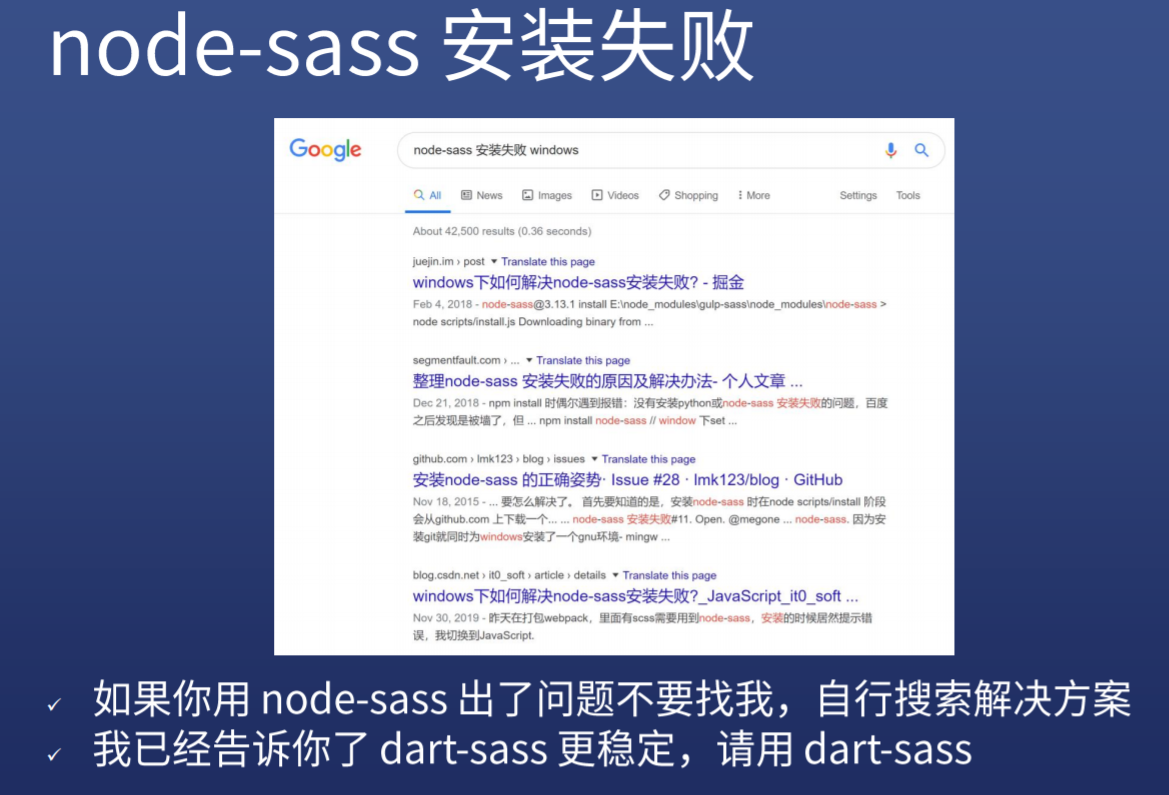 node-sass 安装失败
Google
node-sass 安装失败 windows
All News Images Videos Shopping More Settings Tools
About 42,500 results (0.36 seconds)
juejin.im › post ▼ Translate this page
windows下如何解决node-sass安装失败? - 掘金
Feb 4, 2018 - node-sass@3.13.1 install E:\node_modules\gulp-sass\node_modules\node-sass >
node scripts/install.js Downloading binary from ...
segmentfault.com › ... ▼ Translate this page
整理node-sass 安装失败的原因及解决办法- 个人文章 ...
Dec 21, 2018 - npm install 时偶尔遇到报错：没有安装python或node-sass 安装失败的问题，百度
之后发现是被墙了，但 ... npm install node-sass // window 下set ...
github.com › lmk123 › blog › issues ▼ Translate this page
安装node-sass 的正确姿势· Issue #28 · lmk123/blog · GitHub
Nov 18, 2015 - ... 要怎么解决了。 首先要知道的是，安装node-sass 时在node scripts/install 阶段
会从github.com 上下载一个... ... node-sass 安装失败#11. Open. @megone ... node-sass. 因为安
装git就同时为windows安装了一个gnu环境- mingw ...
blog.csdn.net › it0_soft › article › details ▼ Translate this page
windows下如何解决node-sass安装失败?_JavaScript_it0_soft ...
Nov 30, 2019 - 昨天在打包webpack，里面有scss需要用到node-sass，安装的时候居然提示错
误，我切换到JavaScript.
✓ 如果你用 node-sass 出了问题不要找我，自行搜索解决方案
✓ 我已经告诉你了 dart-sass 更稳定，请用 dart-sass